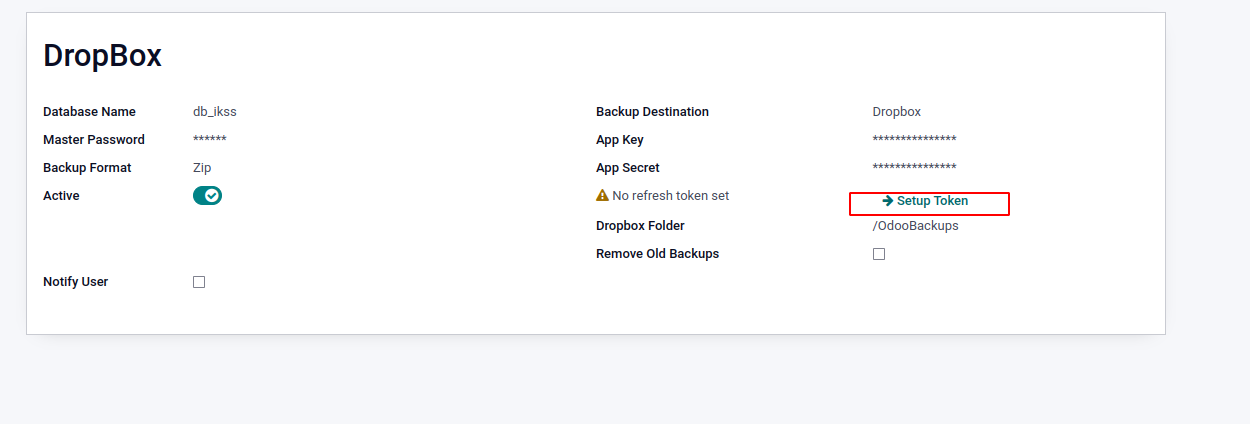 DropBox
Database Name db_ikss Backup Destination Dropbox
Master Password ****** App Key ***************
Backup Format Zip App Secret ***************
Active No refresh token set Setup Token
Dropbox Folder /OdooBackups
Remove Old Backups
Notify User